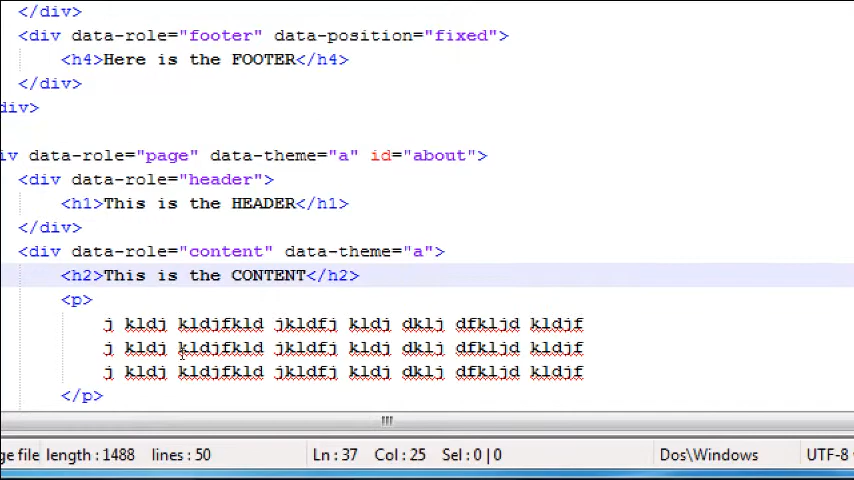 </div>
<div data-role="footer" data-position="fixed">
<h4>Here is the FOOTER</h4>
</div>
div>
iv data-role="page" data-theme="a" id="about">
<div data-role="header">
<h1>This is the HEADER</h1>
</div>
<div data-role="content" data-theme="a">
<h2>This is the CONTENT</h2>
<p>
j kldj kldjfkld jkldfj kldj dklj dfkljd kldjf
j kldj kldjfkld jkldfj kldj dklj dfkljd kldjf
j kldj kldjfkld jkldfj kldj dklj dfkljd kldjf
</p>
ge file length : 1488 lines : 50 Ln : 37 Col : 25 Sel : 0 | 0 Dos\Windows UTF-8